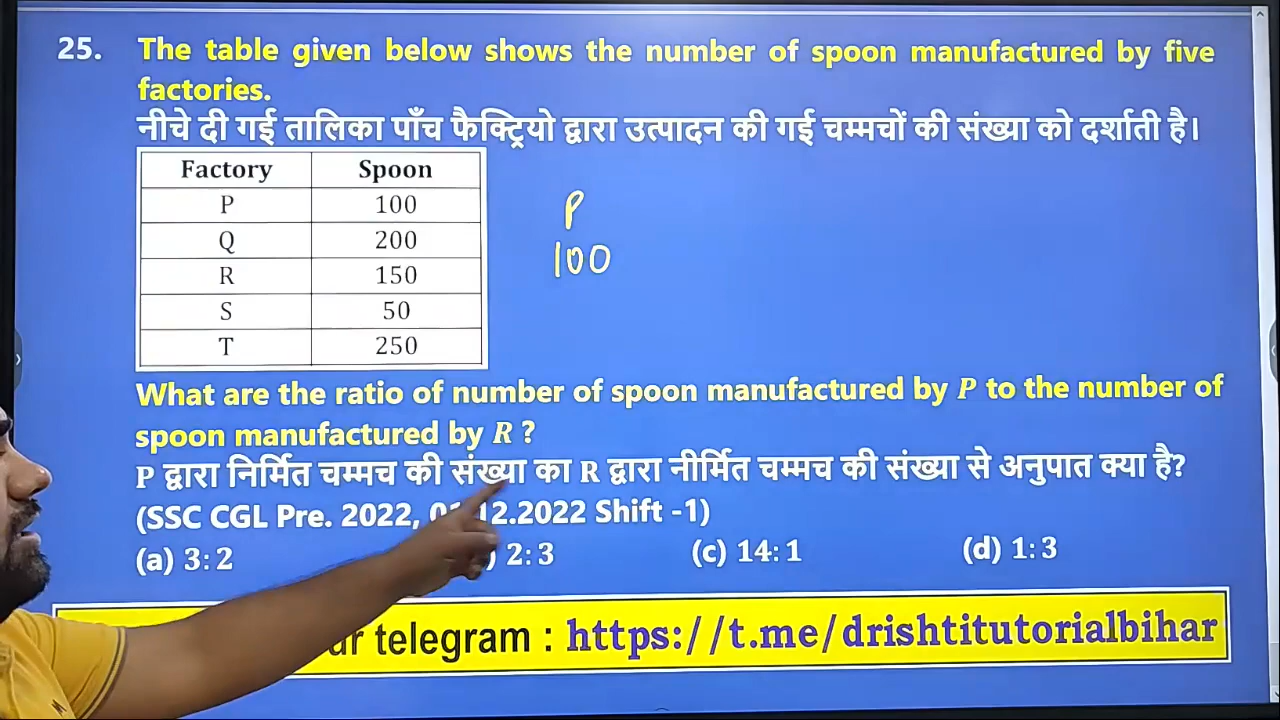 25. The table given below shows the number of spoon manufactured by five
factories.
नीचे दी गई तालिका पाँच फैक्ट्रियो द्वारा उत्पादन की गई चम्मचों की संख्या को दर्शाती है।
Factory Spoon
P 100
Q 200
R 150
S 50
T 250
P
100
What are the ratio of number of spoon manufactured by P to the number of
spoon manufactured by R ?
P द्वारा निर्मित चम्मच की संख्या का R द्वारा नीर्मित चम्मच की संख्या से अनुपात क्या है?
(SSC CGL Pre. 2022, 12.2022 Shift -1)
(a) 3:2 ) 2:3 (c) 14:1 (d) 1:3
telegram : https://t.me/drishtitutorialbihar